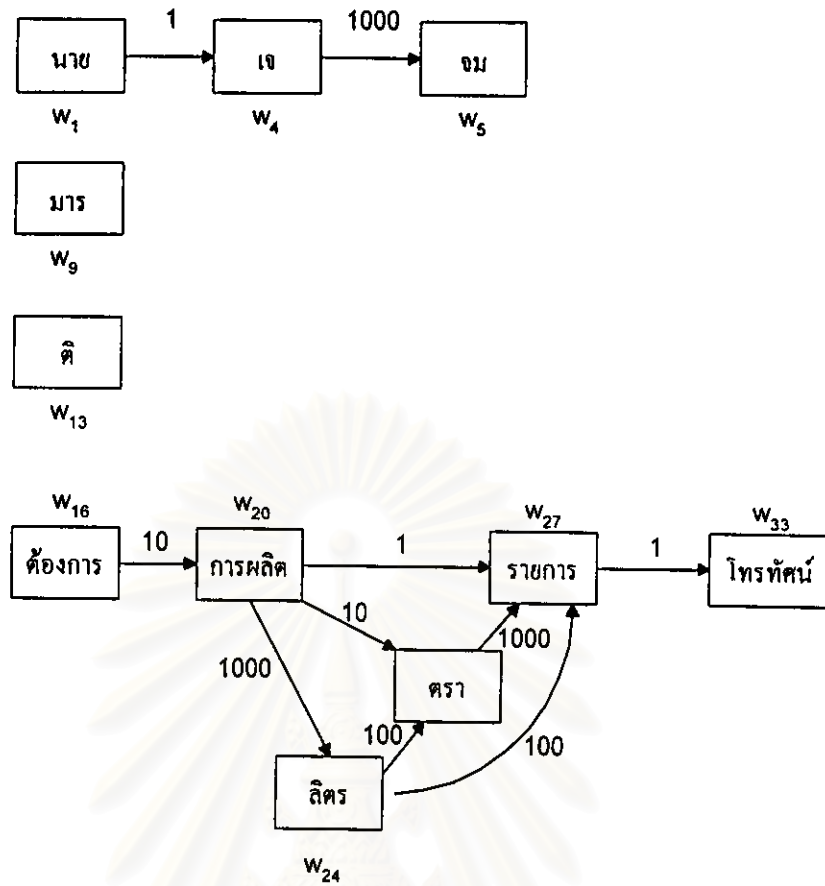 1 1000
นาย เจ จม
W₁ W₄ W₅
มาร
W₉
ติ
W₁₃
W₁₆ W₂₀ W₂₇ W₃₃
10 1 1
ต้องการ การผลิต รายการ โทรทัศน์
10 1000
1000 ตรา
100 100
ลิตร
W₂₄